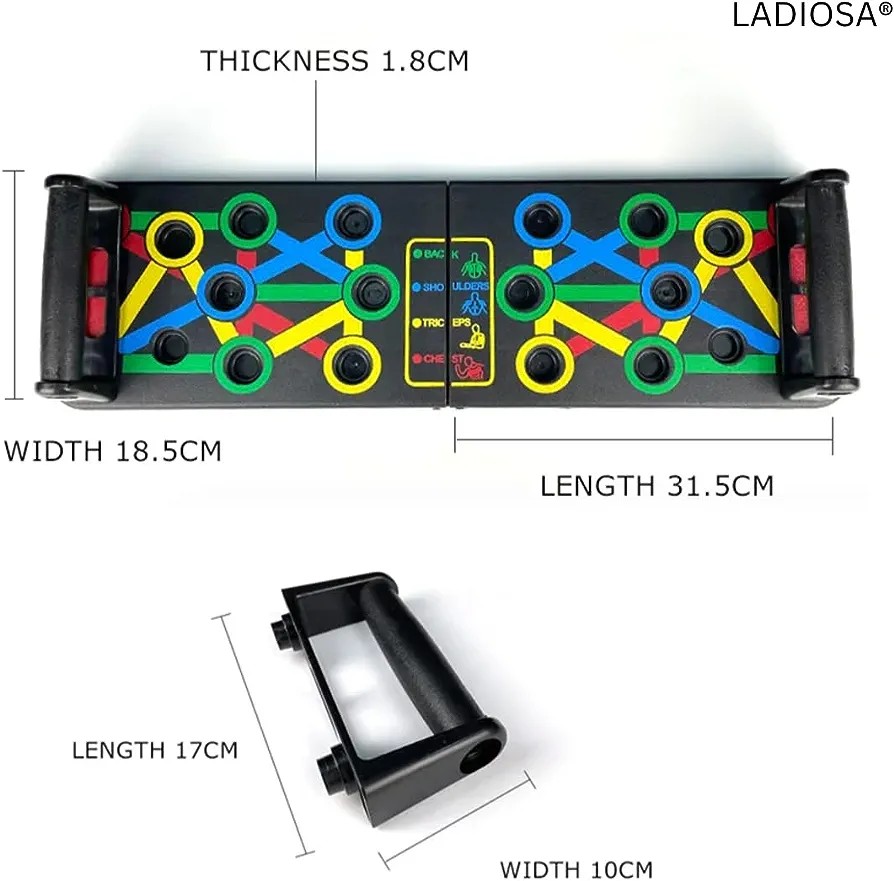 LADIOSA®
THICKNESS 1.8CM
BACK
SHOULDERS
TRICEPS
CHEST
WIDTH 18.5CM
LENGTH 31.5CM
LENGTH 17CM
WIDTH 10CM